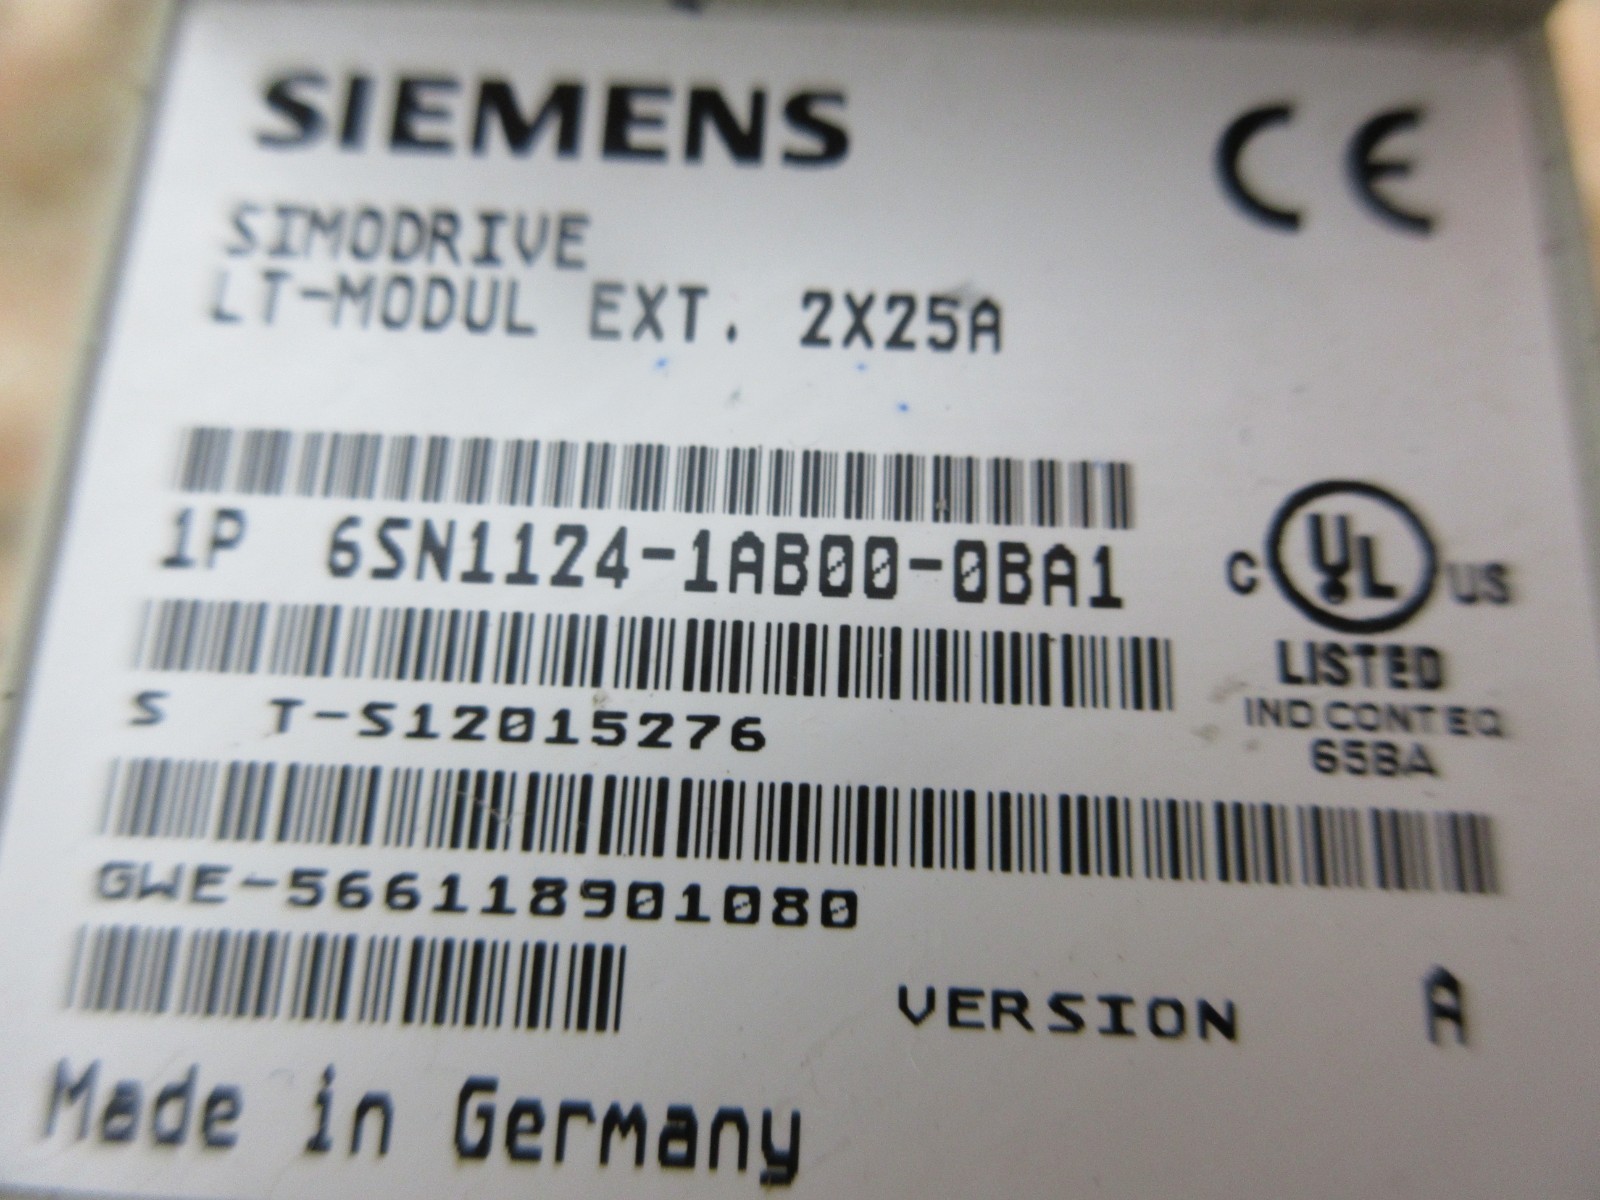 SIEMENS
CE
SIMODRIVE
LT-MODUL EXT. 2X25A
1P 6SN1124-1AB00-0BA1
C UL US
LISTED
IND CONT EQ
65BA
S T-S12015276
GWE-566118901080
VERSION A
Made in Germany